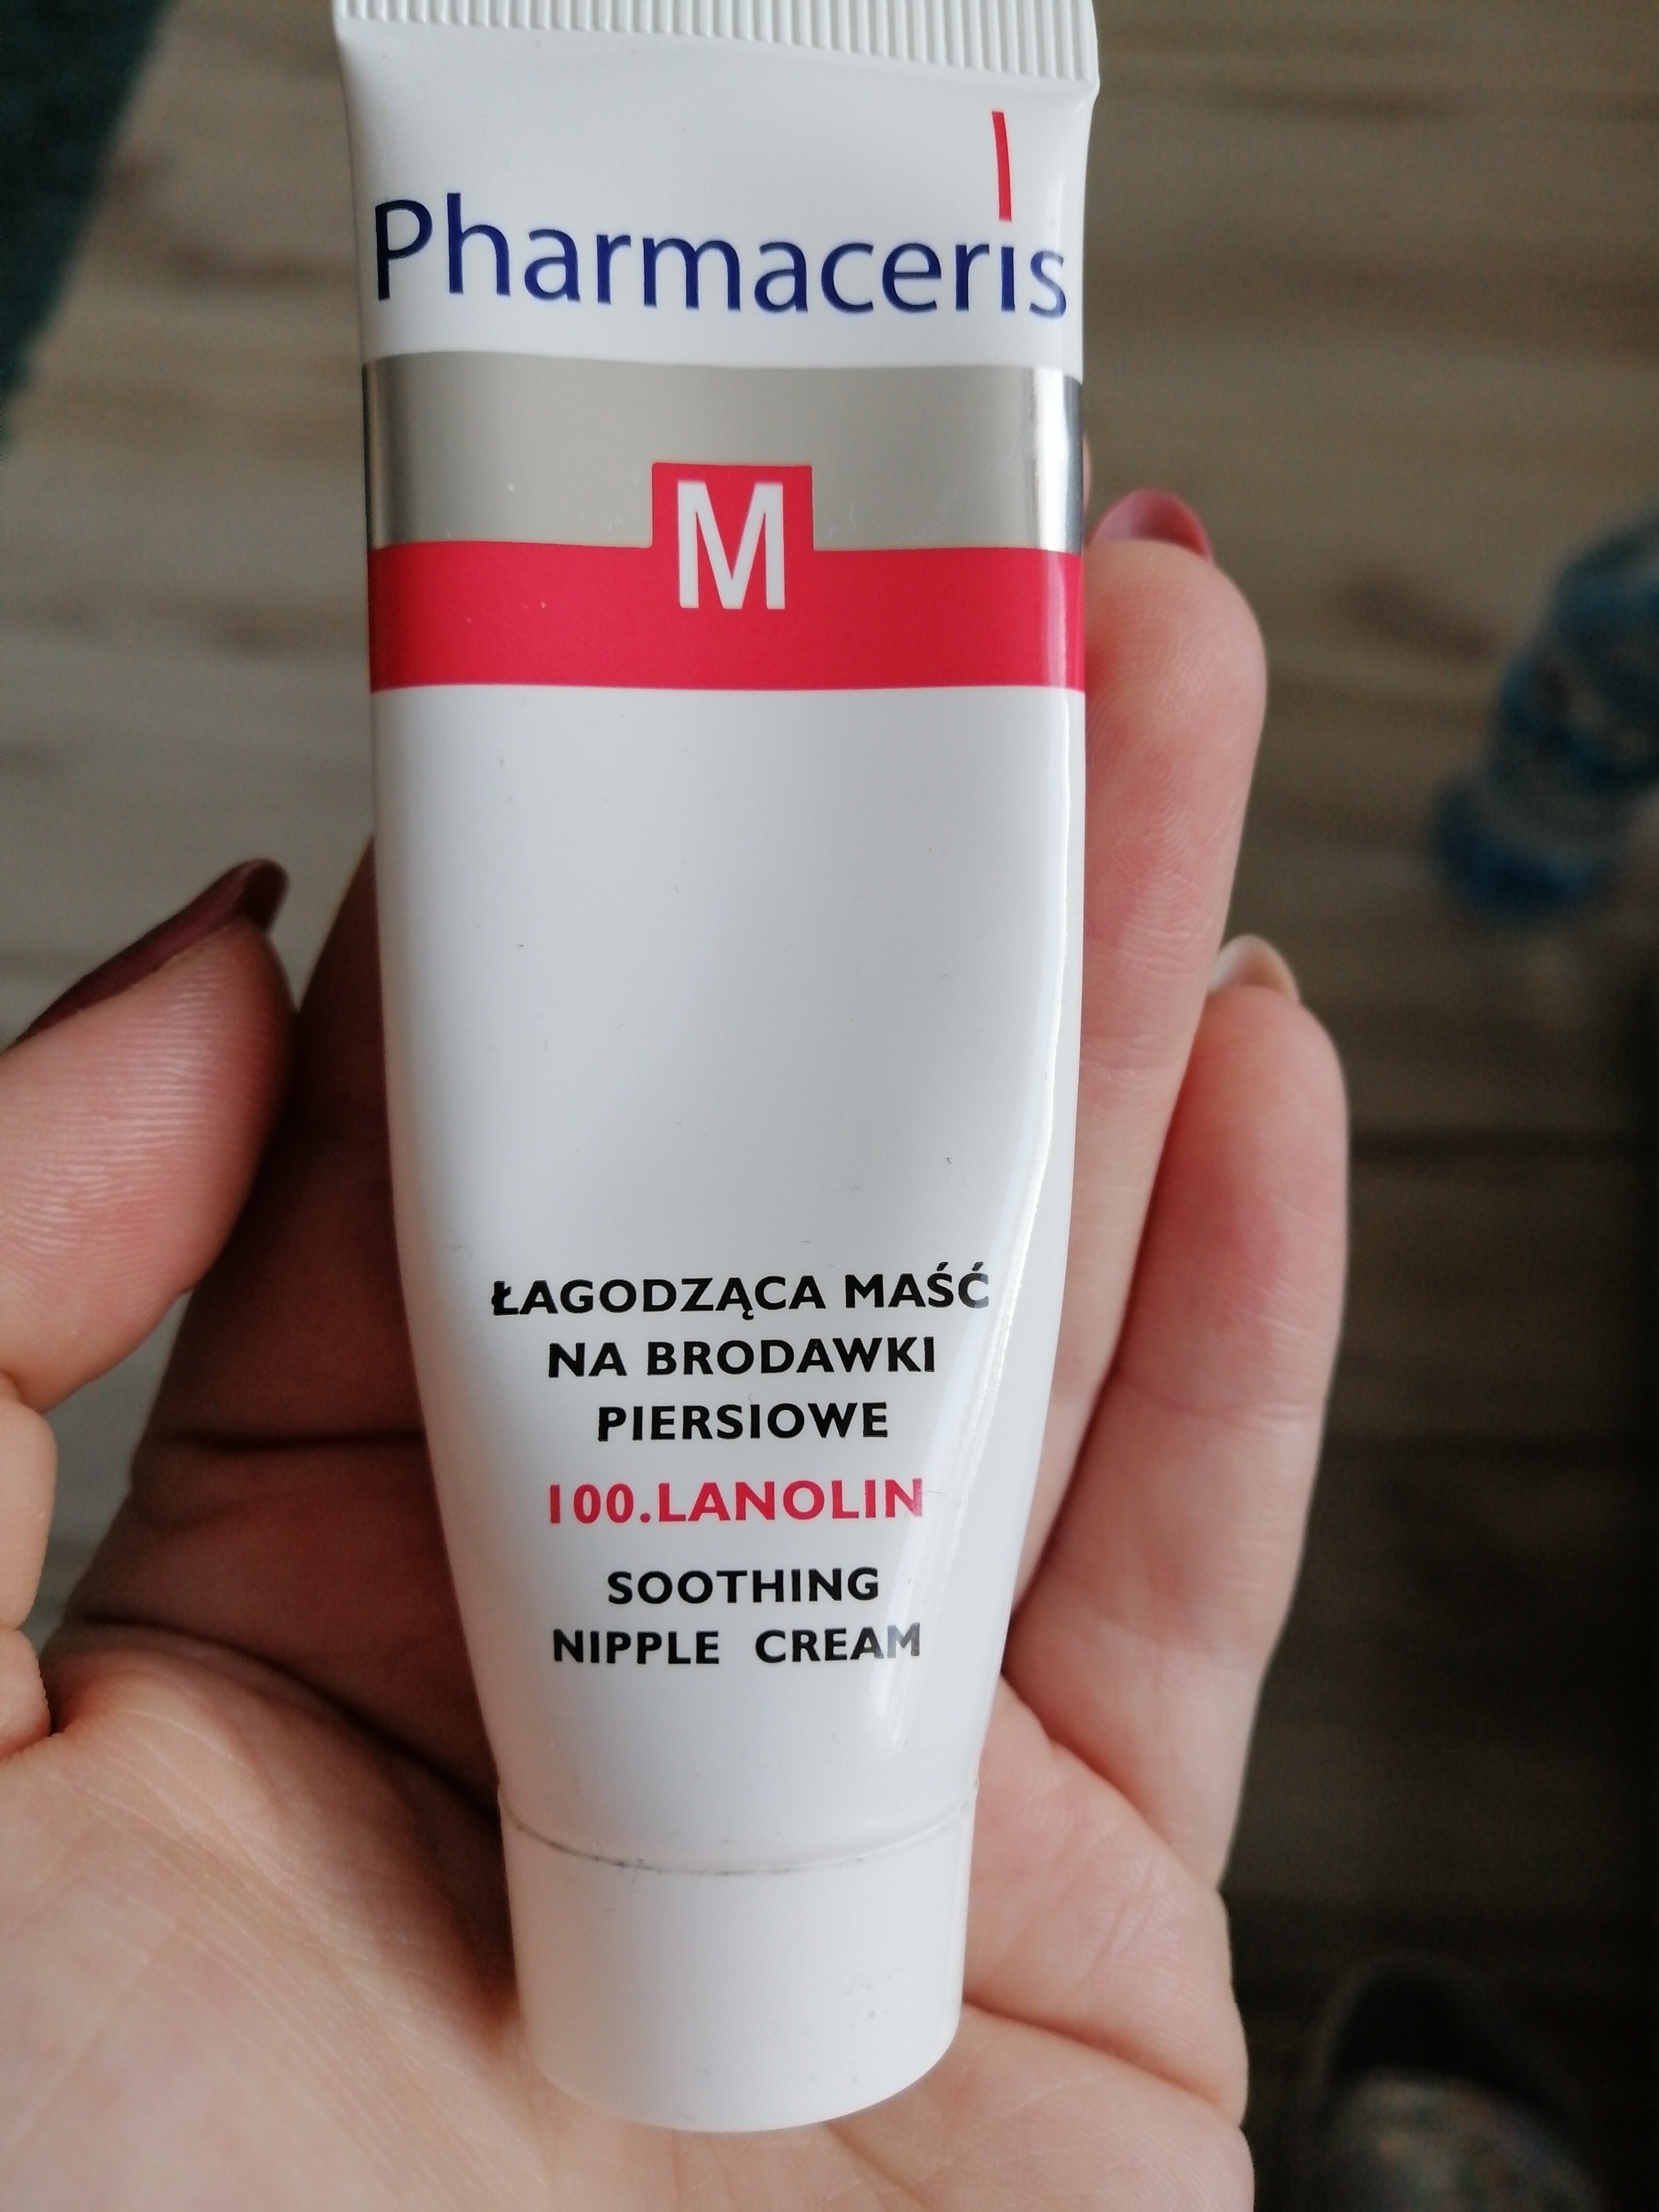 Pharmaceris
M
ŁAGODZĄCA MAŚĆ
NA BRODAWKI
PIERSIOWE
100.LANOLIN
SOOTHING
NIPPLE CREAM